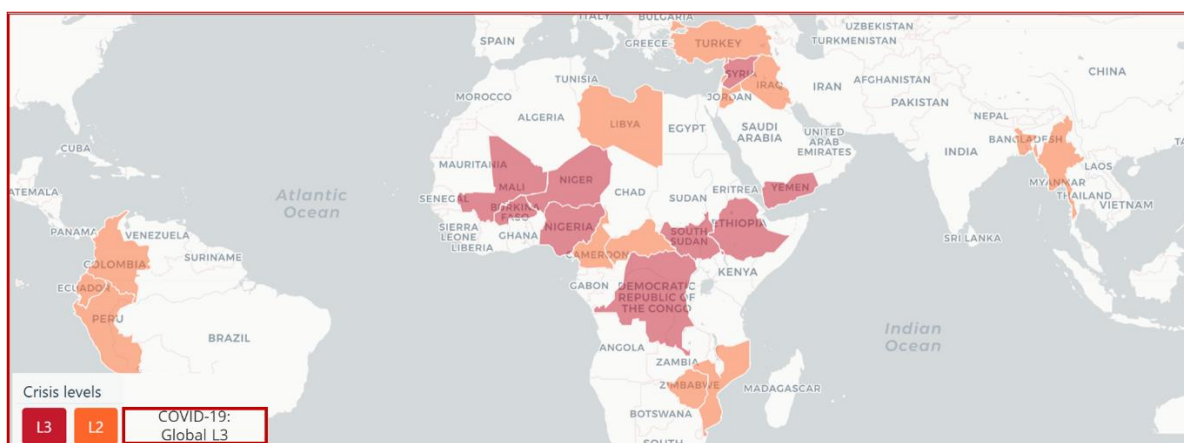 BULGARIA
ITALY
UZBEKISTAN
SPAIN
GREECE
TURKEY
TURKMENISTAN
CHINA
TUNISIA
SYRIA
AFGHANISTAN
MOROCCO
IRAQ
IRAN
JORDAN
PAKISTAN
ALGERIA
LIBYA
EGYPT
NEPAL
SAUDI
ARABIA
UNITED
ARAB
EMIRATES
BANGLADESH
CUBA
INDIA
MAURITANIA
LAOS
NIGER
MALI
MYANMAR
ATEMALA
Atlantic
Ocean
CHAD
SUDAN
ERITREA
YEMEN
THAILAND
SENEGAL
BURKINA
FASO
VIETNAM
NIGERIA
ETHIOPIA
SIERRA
LEONE
GHANA
SOUTH
SUDAN
PANAMA
VENEZUELA
LIBERIA
SRI LANKA
CAMEROON
SURINAME
COLOMBIA
KENYA
ECUADOR
GABON
DEMOCRATIC
REPUBLIC OF
THE CONGO
PERU
Indian
Ocean
BRAZIL
ANGOLA
ZAMBIA
ZIMBABWE
MADAGASCAR
BOTSWANA
SOUTH
Crisis levels
L3
L2
COVID-19:
Global L3